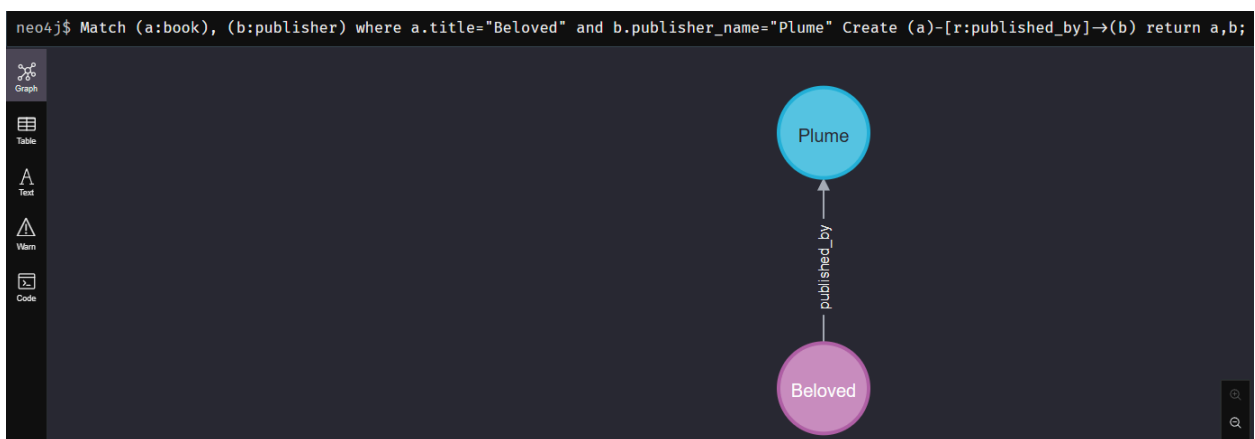 neo4j$ Match (a:book), (b:publisher) where a.title="Beloved" and b.publisher_name="Plume" Create (a)-[r:published_by]→(b) return a,b;
Graph
Table
Text
Warn
Code
Plume
published_by
Beloved